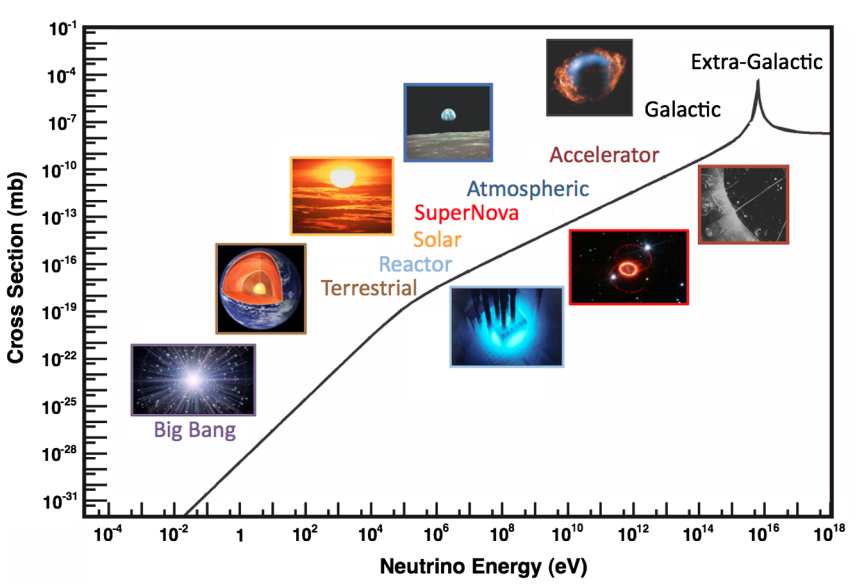 10⁻¹
10⁻⁴
10⁻⁷
10⁻¹⁰
10⁻¹³
10⁻¹⁶
10⁻¹⁹
10⁻²²
10⁻²⁵
10⁻²⁸
10⁻³¹
Cross Section (mb)
Extra-Galactic
Galactic
Accelerator
Atmospheric
SuperNova
Solar
Reactor
Terrestrial
Big Bang
10⁻⁴ 10⁻² 1 10² 10⁴ 10⁶ 10⁸ 10¹⁰ 10¹² 10¹⁴ 10¹⁶ 10¹⁸
Neutrino Energy (eV)